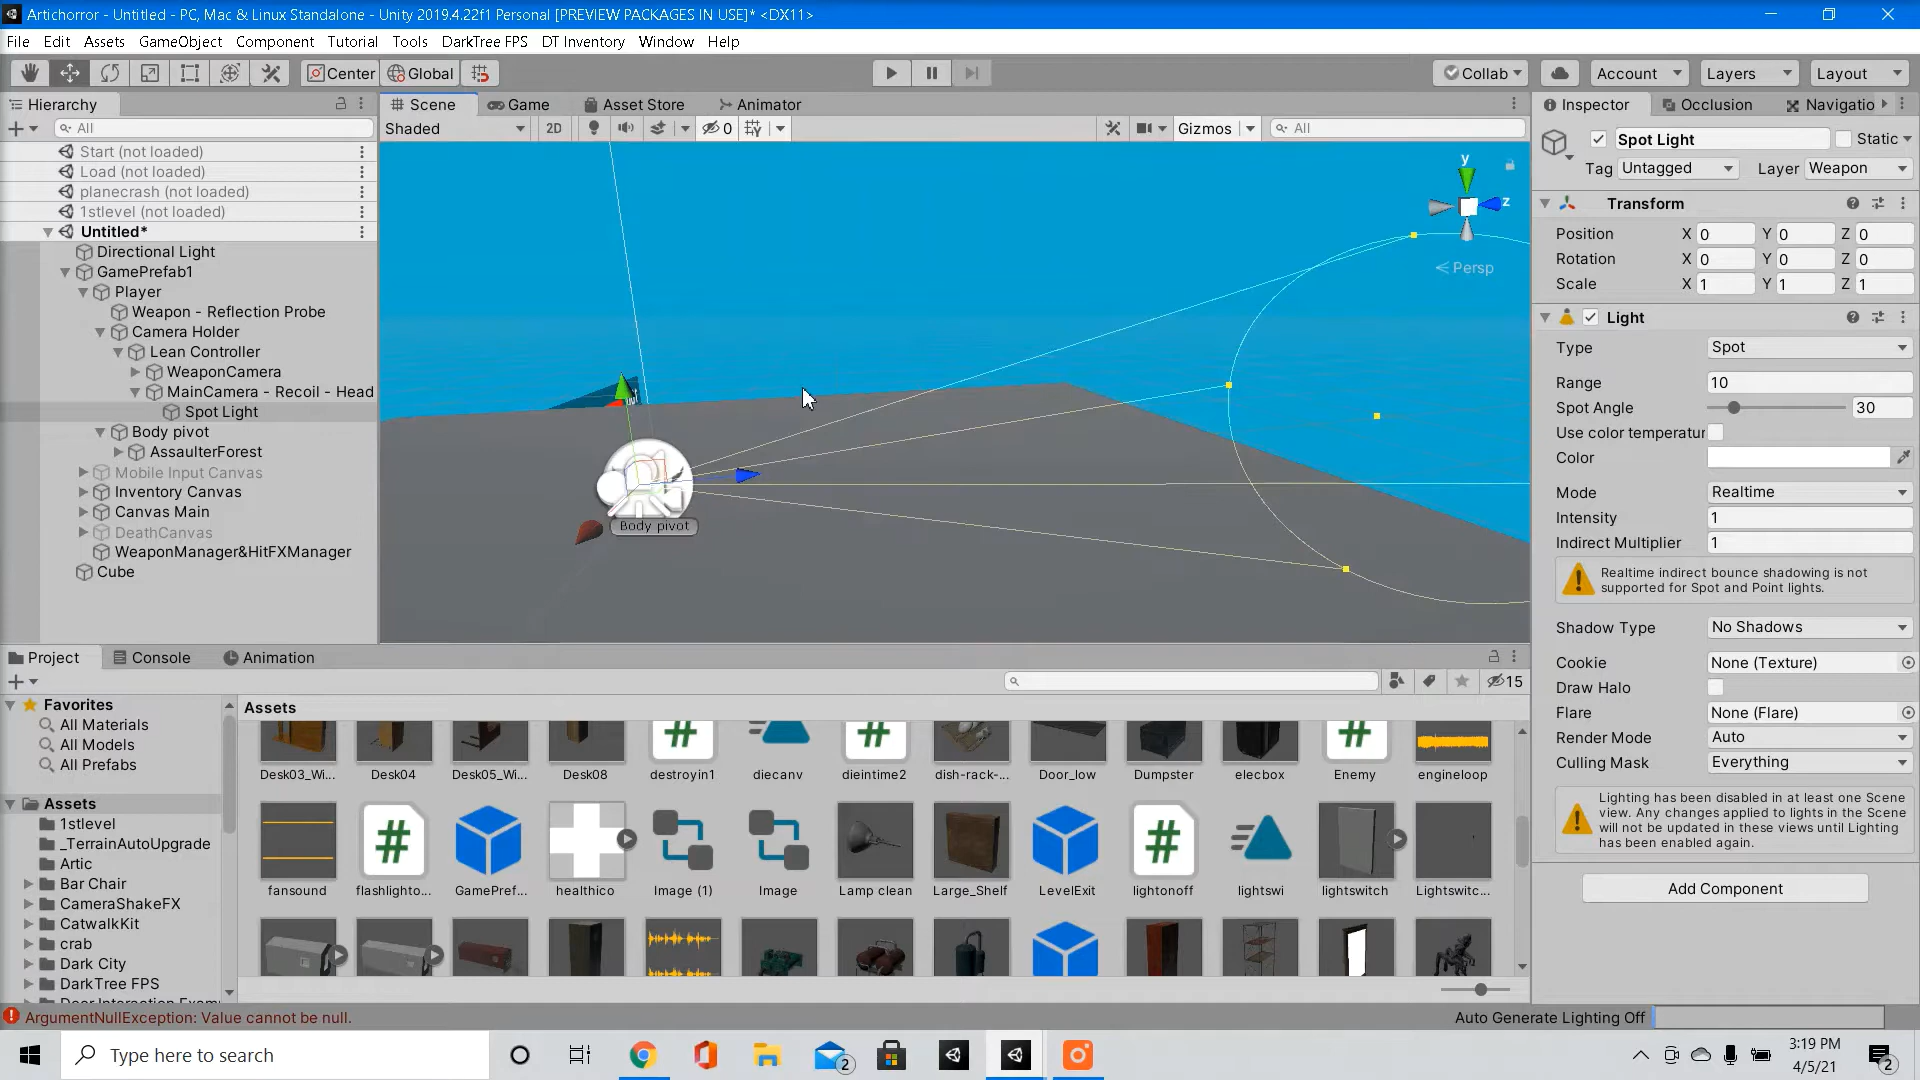 Artichorror - Untitled - PC, Mac & Linux Standalone - Unity 2019.4.22f1 Personal [PREVIEW PACKAGES IN USE]* <DX11>
File Edit Assets GameObject Component Tutorial Tools DarkTree FPS DT Inventory Window Help
Center Global Collab Account Layers Layout
Hierarchy
All
Start (not loaded)
Load (not loaded)
planecrash (not loaded)
1stlevel (not loaded)
Untitled*
Directional Light
GamePrefab1
Player
Weapon - Reflection Probe
Camera Holder
Lean Controller
WeaponCamera
MainCamera - Recoil - Head
Spot Light
Body pivot
AssaulterForest
Mobile Input Canvas
Inventory Canvas
Canvas Main
DeathCanvas
WeaponManager&HitFXManager
Cube
Scene Game Asset Store Animator
Shaded 2D 0 Gizmos All
y
z
Persp
Body pivot
Inspector Occlusion Navigatio
Spot Light Static
Tag Untagged Layer Weapon
Transform
Position X 0 Y 0 Z 0
Rotation X 0 Y 0 Z 0
Scale X 1 Y 1 Z 1
Light
Type Spot
Range 10
Spot Angle 30
Use color temperatur
Color
Mode Realtime
Intensity 1
Indirect Multiplier 1
Realtime indirect bounce shadowing is not
supported for Spot and Point lights.
Shadow Type No Shadows
Cookie None (Texture)
Draw Halo
Flare None (Flare)
Render Mode Auto
Culling Mask Everything
Lighting has been disabled in at least one Scene
view. Any changes applied to lights in the Scene
will not be updated in these views until Lighting
has been enabled again.
Add Component
Project Console Animation
15
Favorites
All Materials
All Models
All Prefabs
Assets
1stlevel
_TerrainAutoUpgrade
Artic
Bar Chair
CameraShakeFX
CatwalkKit
crab
Dark City
DarkTree FPS
Assets
Desk03_Wi... Desk04 Desk05_Wi... Desk08 destroyin1 diecanv dieintime2 dish-rack-... Door_low Dumpster elecbox Enemy engineloop
fansound flashlighto... GamePref... healthico Image (1) Image Lamp clean Large_Shelf LevelExit lightonoff lightswi lightswitch Lightswitc...
ArgumentNullException: Value cannot be null.
Auto Generate Lighting Off
Type here to search
2
3:19 PM
4/5/21
2